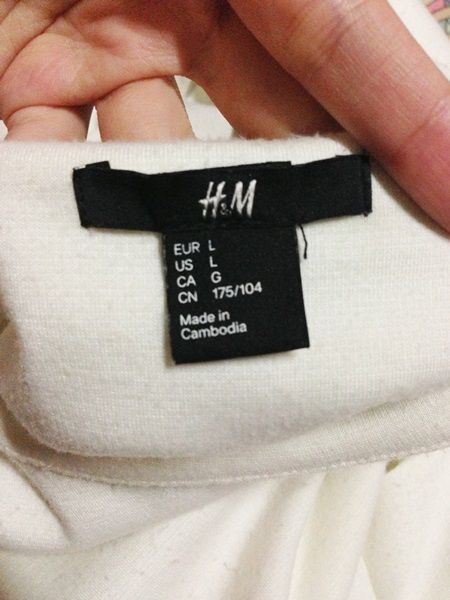 H&M
EUR L
US L
CA G
CN 175/104
Made in
Cambodia